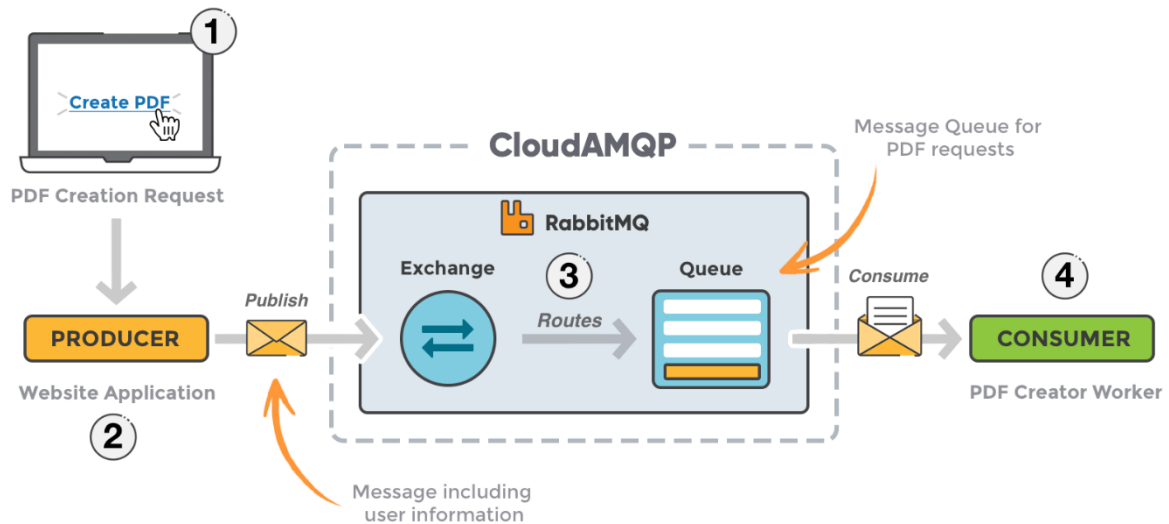 1
Create PDF
PDF Creation Request
CloudAMQP
Message Queue for
PDF requests
RabbitMQ
Exchange
3
Queue
Routes
Publish
Consume
4
PRODUCER
CONSUMER
Website Application
PDF Creator Worker
2
Message including
user information